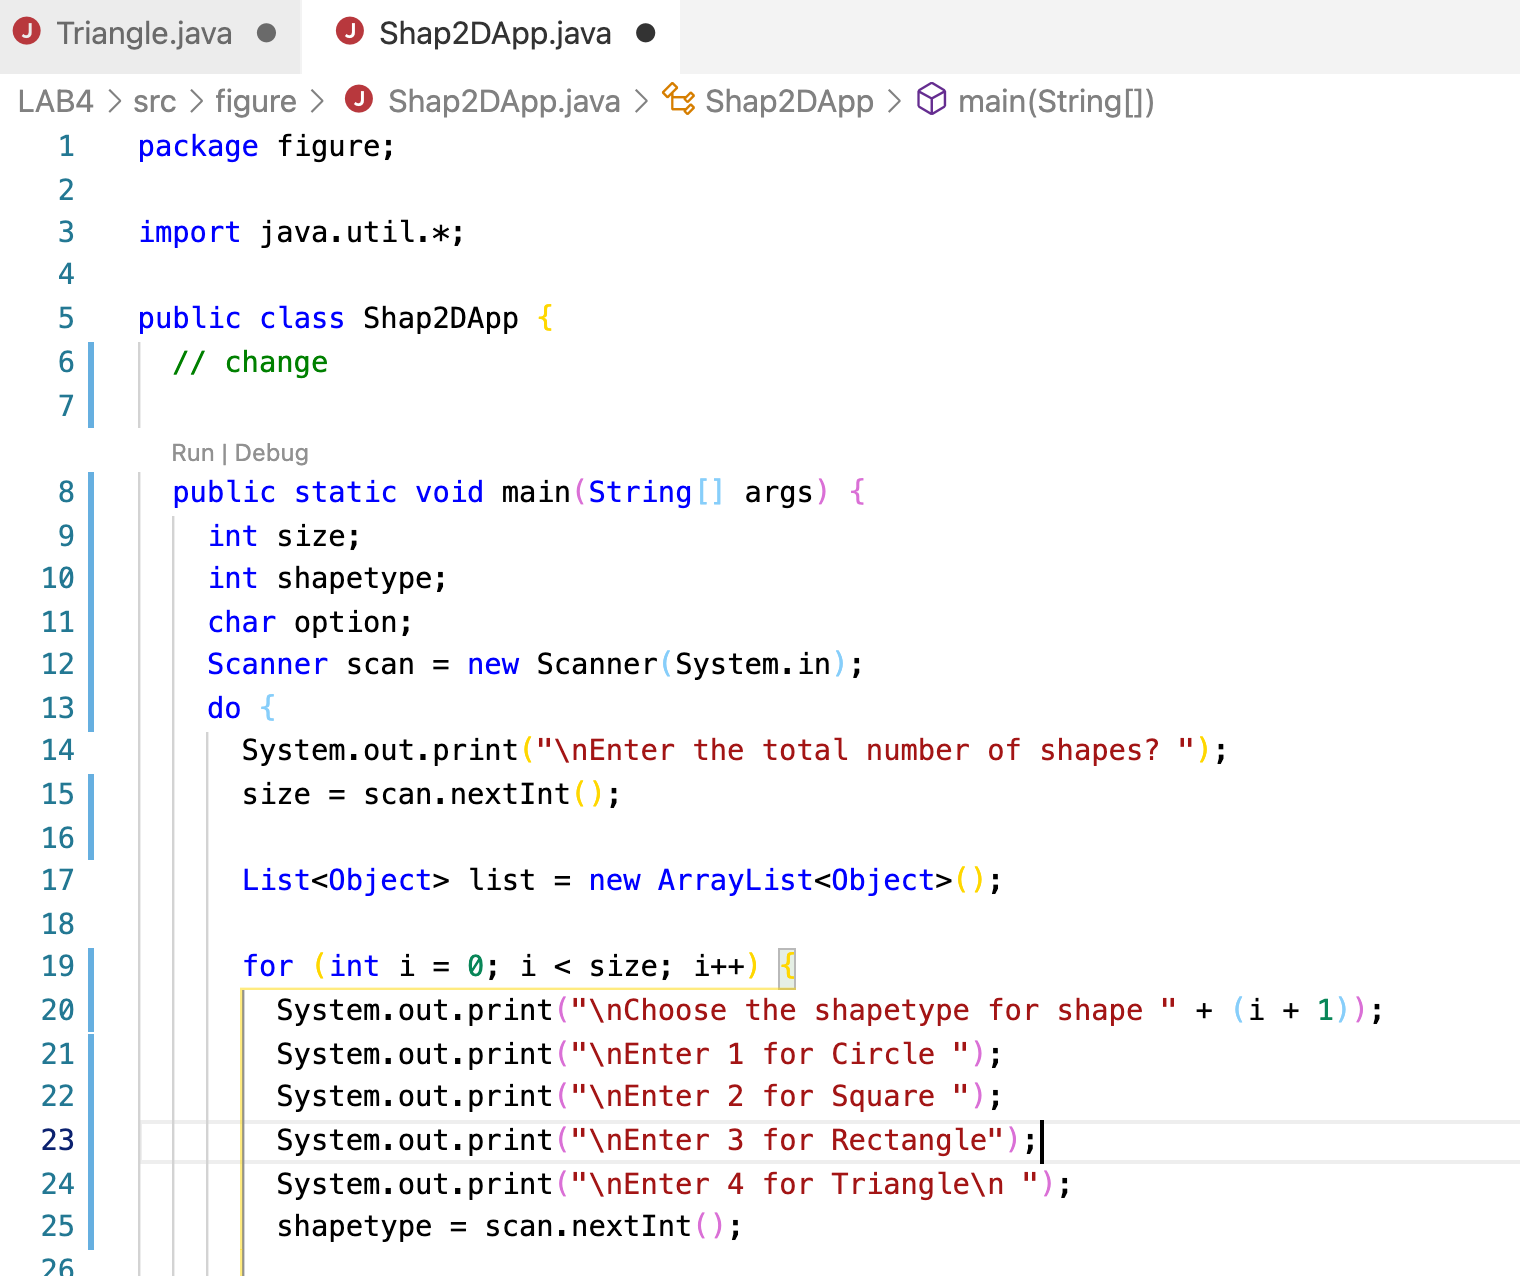 J Triangle.java ● J Shap2DApp.java ●
LAB4 > src > figure > J Shap2DApp.java > Shap2DApp > main(String[])
1 package figure;
2
3 import java.util.*;
4
5 public class Shap2DApp {
6 // change
7
Run | Debug
8 public static void main(String[] args) {
9 int size;
10 int shapetype;
11 char option;
12 Scanner scan = new Scanner(System.in);
13 do {
14 System.out.print("\nEnter the total number of shapes? ");
15 size = scan.nextInt();
16
17 List<Object> list = new ArrayList<Object>();
18
19 for (int i = 0; i < size; i++) {
20 System.out.print("\nChoose the shapetype for shape " + (i + 1));
21 System.out.print("\nEnter 1 for Circle ");
22 System.out.print("\nEnter 2 for Square ");
23 System.out.print("\nEnter 3 for Rectangle");
24 System.out.print("\nEnter 4 for Triangle\n ");
25 shapetype = scan.nextInt();
26